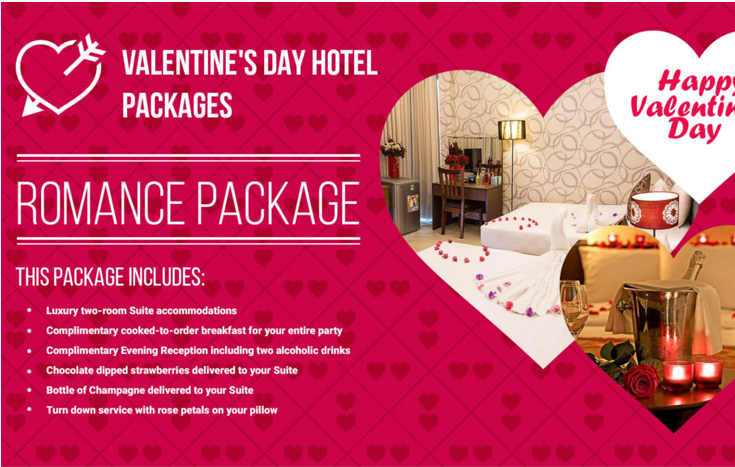 VALENTINE'S DAY HOTEL
PACKAGES
Happy
Valentin
Day
ROMANCE PACKAGE
THIS PACKAGE INCLUDES:
• Luxury two-room Suite accommodations
• Complimentary cooked-to-order breakfast for your entire party
• Complimentary Evening Reception including two alcoholic drinks
• Chocolate dipped strawberries delivered to your Suite
• Bottle of Champagne delivered to your Suite
• Turn down service with rose petals on your pillow